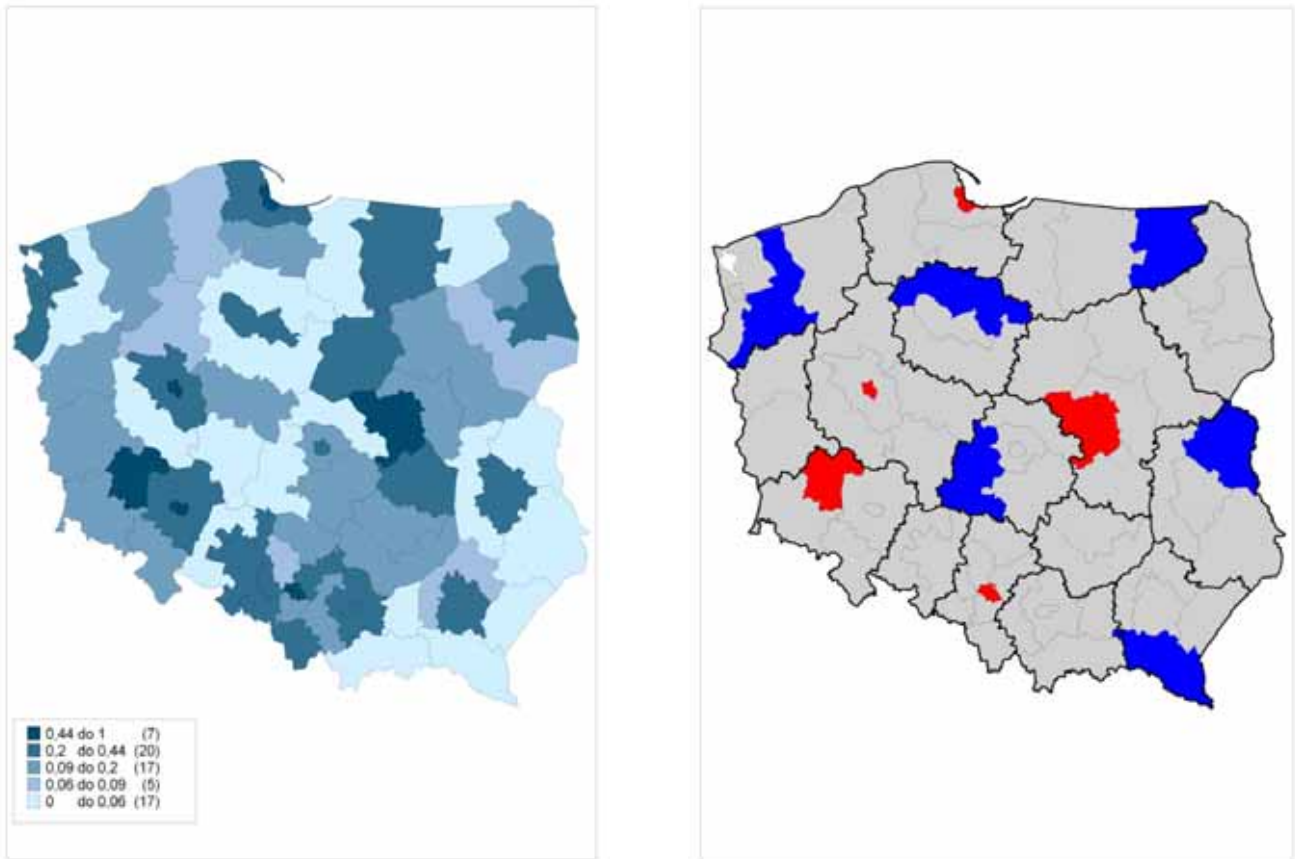 0,44 do 1 (7)
0,2 do 0,44 (20)
0,09 do 0,2 (17)
0,06 do 0,09 (5)
0 do 0,06 (17)